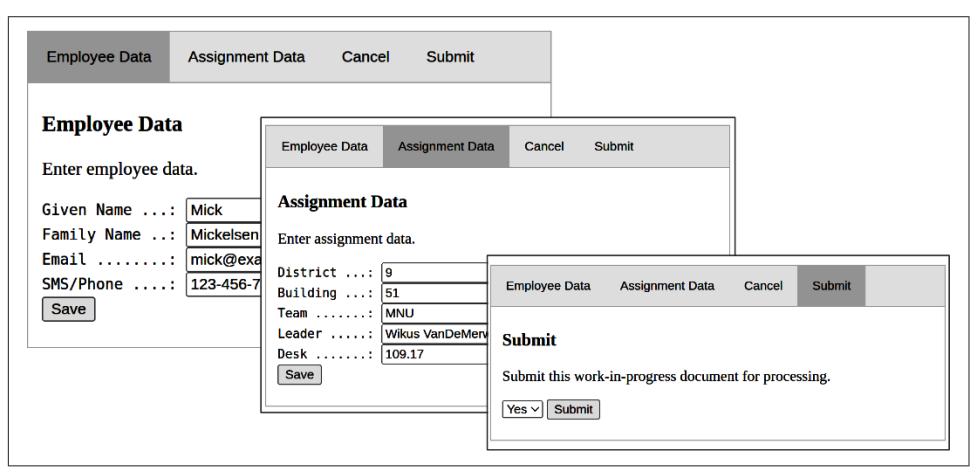 Employee Data Assignment Data Cancel Submit
Employee Data
Enter employee data.
Given Name ...: Mick
Family Name ..: Mickelsen
Email ........: mick@exa
SMS/Phone ....: 123-456-7
Save
Employee Data Assignment Data Cancel Submit
Assignment Data
Enter assignment data.
District ...: 9
Building ...: 51
Team .......: MNU
Leader .....: Wikus VanDeMerw
Desk .......: 109.17
Save
Employee Data Assignment Data Cancel Submit
Submit
Submit this work-in-progress document for processing.
Yes Submit